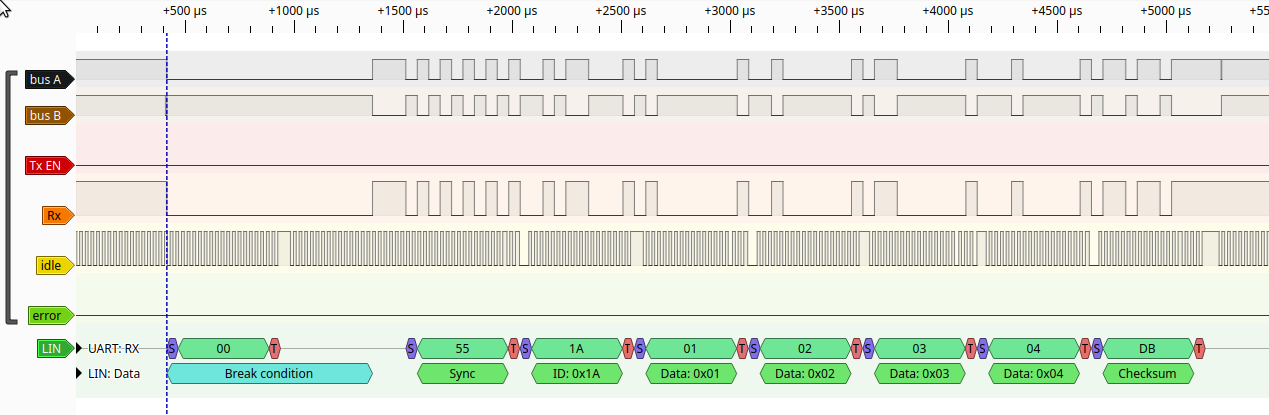 +500 µs +1000 µs +1500 µs +2000 µs +2500 µs +3000 µs +3500 µs +4000 µs +4500 µs +5000 µs +55
bus A
bus B
Tx EN
Rx
idle
error
LIN UART: RX S 00 T S 55 T S 1A T S 01 T S 02 T S 03 T S 04 T S DB T
LIN: Data Break condition Sync ID: 0x1A Data: 0x01 Data: 0x02 Data: 0x03 Data: 0x04 Checksum